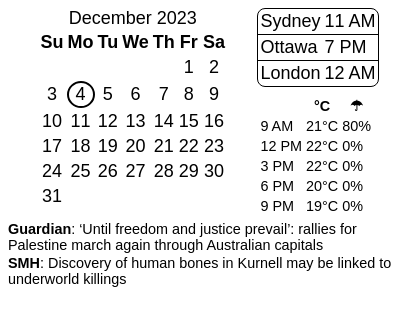 December 2023
Su Mo Tu We Th Fr Sa
1 2
3 4 5 6 7 8 9
10 11 12 13 14 15 16
17 18 19 20 21 22 23
24 25 26 27 28 29 30
31
Sydney 11 AM
Ottawa 7 PM
London 12 AM
°C ☂
9 AM 21°C 80%
12 PM 22°C 0%
3 PM 22°C 0%
6 PM 20°C 0%
9 PM 19°C 0%
Guardian: ‘Until freedom and justice prevail’: rallies for
Palestine march again through Australian capitals
SMH: Discovery of human bones in Kurnell may be linked to
underworld killings